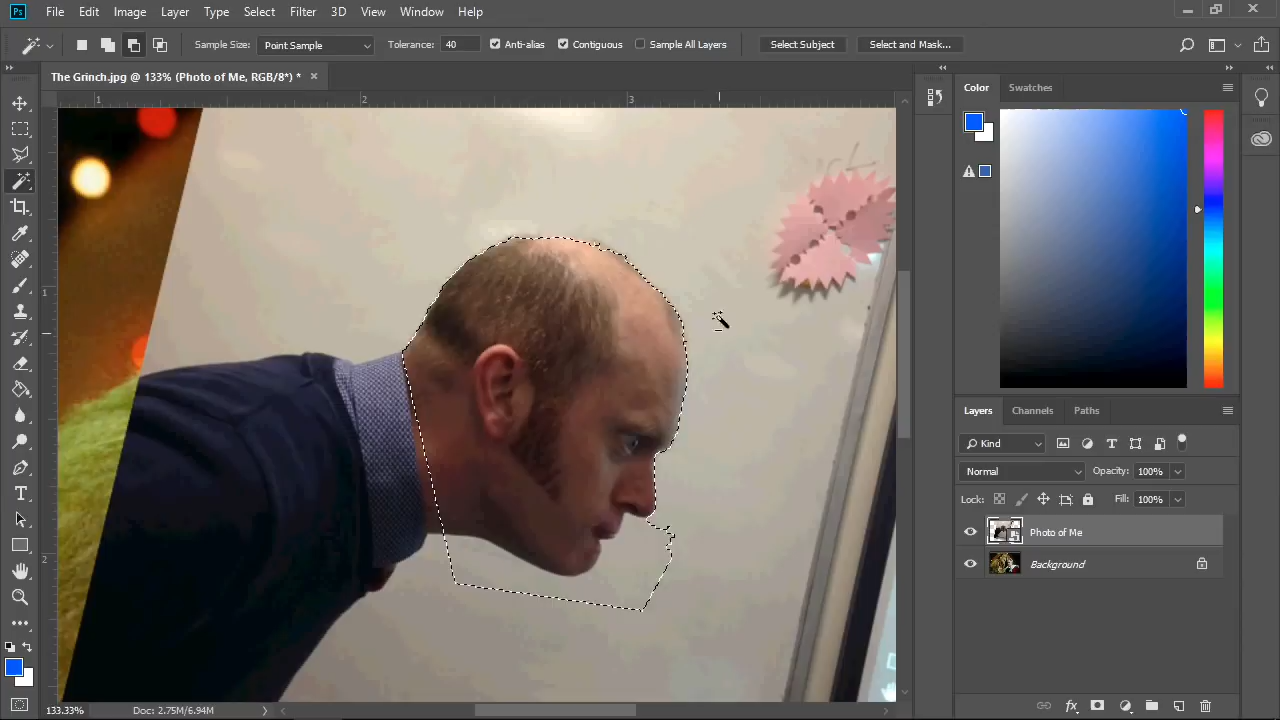 Ps File Edit Image Layer Type Select Filter 3D View Window Help
Sample Size: Point Sample Tolerance: 40 Anti-alias Contiguous Sample All Layers Select Subject Select and Mask...
The Grinch.jpg @ 133% (Photo of Me, RGB/8*) * ×
1 2 3
1
2
Color Swatches
Layers Channels Paths
Kind
Normal Opacity: 100%
Lock: Fill: 100%
Photo of Me
Background
133.33% Doc: 2.75M/6.94M
fx